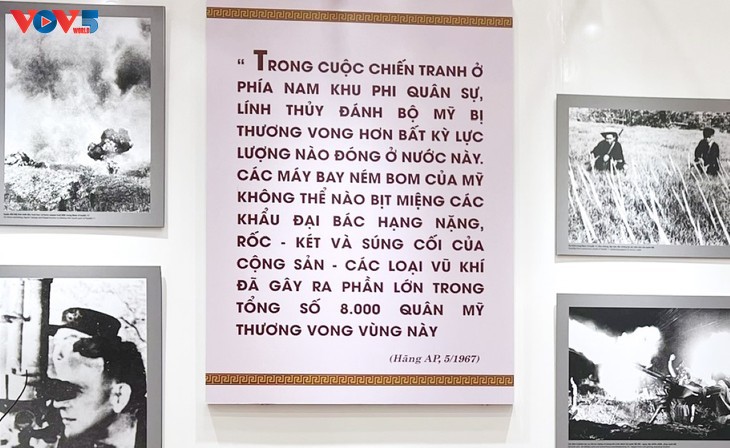 VOV5
WORLD
“ TRONG CUỘC CHIẾN TRANH Ở
PHÍA NAM KHU PHI QUÂN SỰ,
LÍNH THỦY ĐÁNH BỘ MỸ BỊ
THƯƠNG VONG HƠN BẤT KỲ LỰC
LƯỢNG NÀO ĐÓNG Ở NƯỚC NÀY.
CÁC MÁY BAY NÉM BOM CỦA MỸ
KHÔNG THỂ NÀO BỊT MIỆNG CÁC
KHẨU ĐẠI BÁC HẠNG NẶNG,
RỐC - KÉT VÀ SÚNG CỐI CỦA
CỘNG SẢN - CÁC LOẠI VŨ KHÍ
ĐÃ GÂY RA PHẦN LỚN TRONG
TỔNG SỐ 8.000 QUÂN MỸ
THƯƠNG VONG VÙNG NÀY
(Hãng AP, 5/1967)